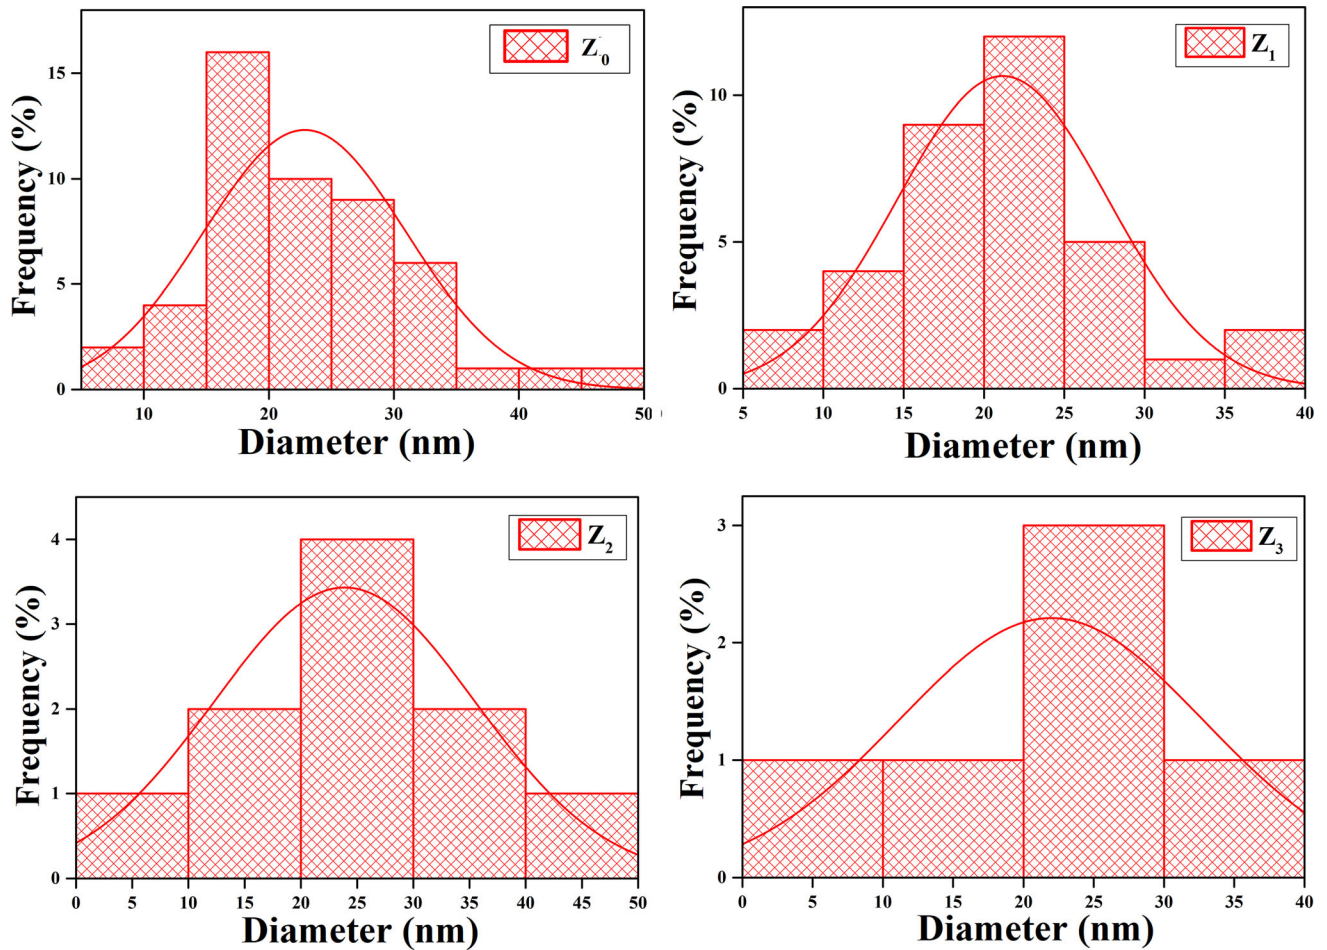 Z0
Frequency (%)
15
10
5
0
10 20 30 40 50
Diameter (nm)
Z1
Frequency (%)
10
5
0
5 10 15 20 25 30 35 40
Diameter (nm)
Z2
Frequency (%)
4
3
2
1
0
0 5 10 15 20 25 30 35 40 45 50
Diameter (nm)
Z3
Frequency (%)
3
2
1
0
0 5 10 15 20 25 30 35 40
Diameter (nm)